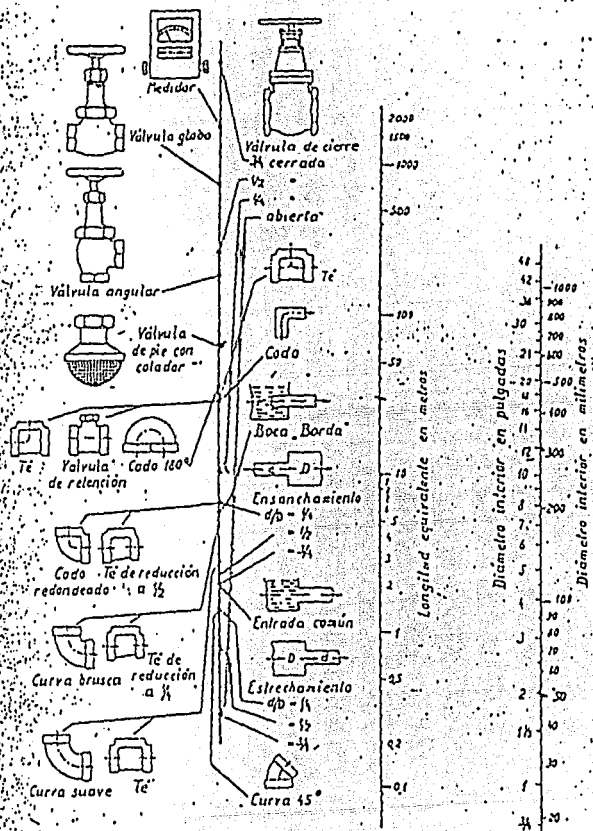 Medidor
Válvula globo
Válvula de cierre
¾ cerrada
½ "
¼ "
abierta
Válvula angular
Té
Codo
Válvula
de pie con
colador
Boca "Borda"
Té
Válvula
de retención
Codo 180°
d
D
Ensanchamiento
d/D = ¼
= ½
= ¾
Codo
redondeado
Té de reducción
a ½
Entrada común
Curva brusca
Té de
reducción
a ¼
D
d
Estrechamiento
d/D = ¼
= ½
= ¾
Curva suave
Té
Curva 45°
2000
1500
1000
500
100
50
10
5
4
3
2
1
0,5
0,2
0,1
Longitud equivalente en metros
48
42
36
30
20
12
10
8
7
6
5
4
3
2
1½
1
¾
Diámetro interior en pulgadas
1000
900
800
700
600
500
400
300
200
100
90
80
70
60
50
40
30
20
Diámetro interior en milímetros